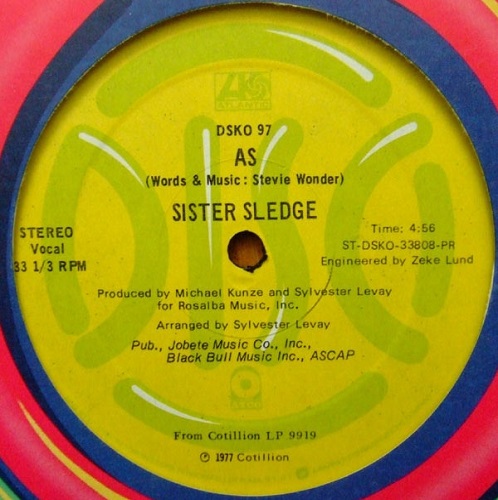 ATLANTIC
DSKO 97
AS
(Words & Music: Stevie Wonder)
SISTER SLEDGE
STEREO
Vocal
33 1/3 RPM
Time: 4:56
ST-DSKO-33808-PR
Engineered by Zeke Lund
Produced by Michael Kunze and Sylvester Levay
for Rosalba Music, Inc.
Arranged by Sylvester Levay
Pub., Jobete Music Co., Inc.,
Black Bull Music Inc., ASCAP
From Cotillion LP 9919
℗ 1977 Cotillion